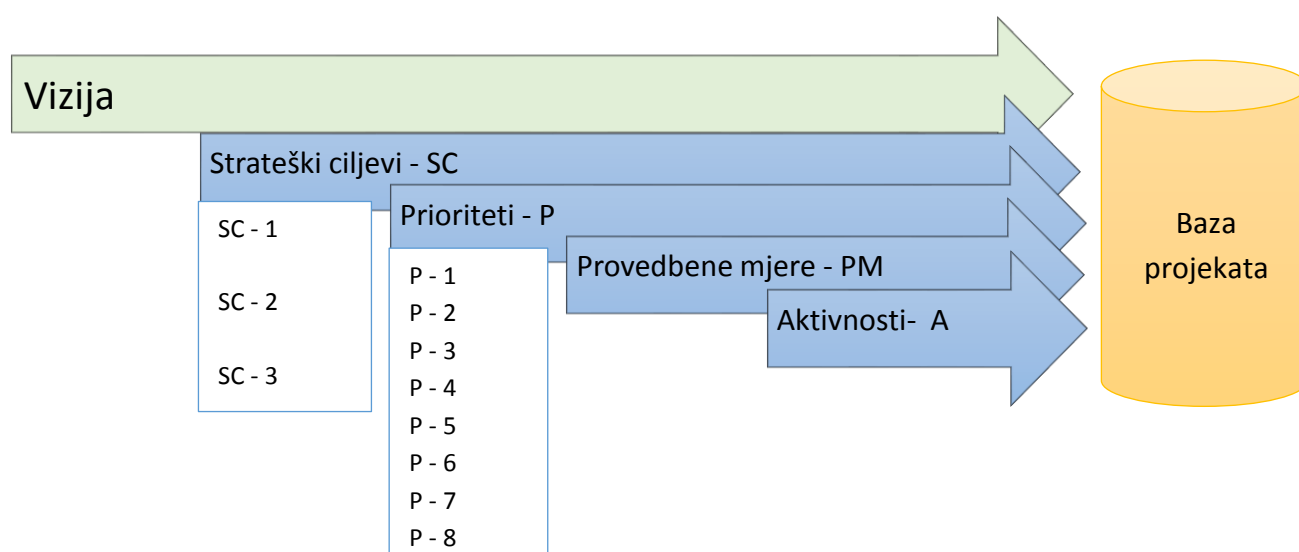 Vizija
Strateški ciljevi - SC
SC - 1
SC - 2
SC - 3
Prioriteti - P
P - 1
P - 2
P - 3
P - 4
P - 5
P - 6
P - 7
P - 8
Provedbene mjere - PM
Aktivnosti-  A
Baza
projekata